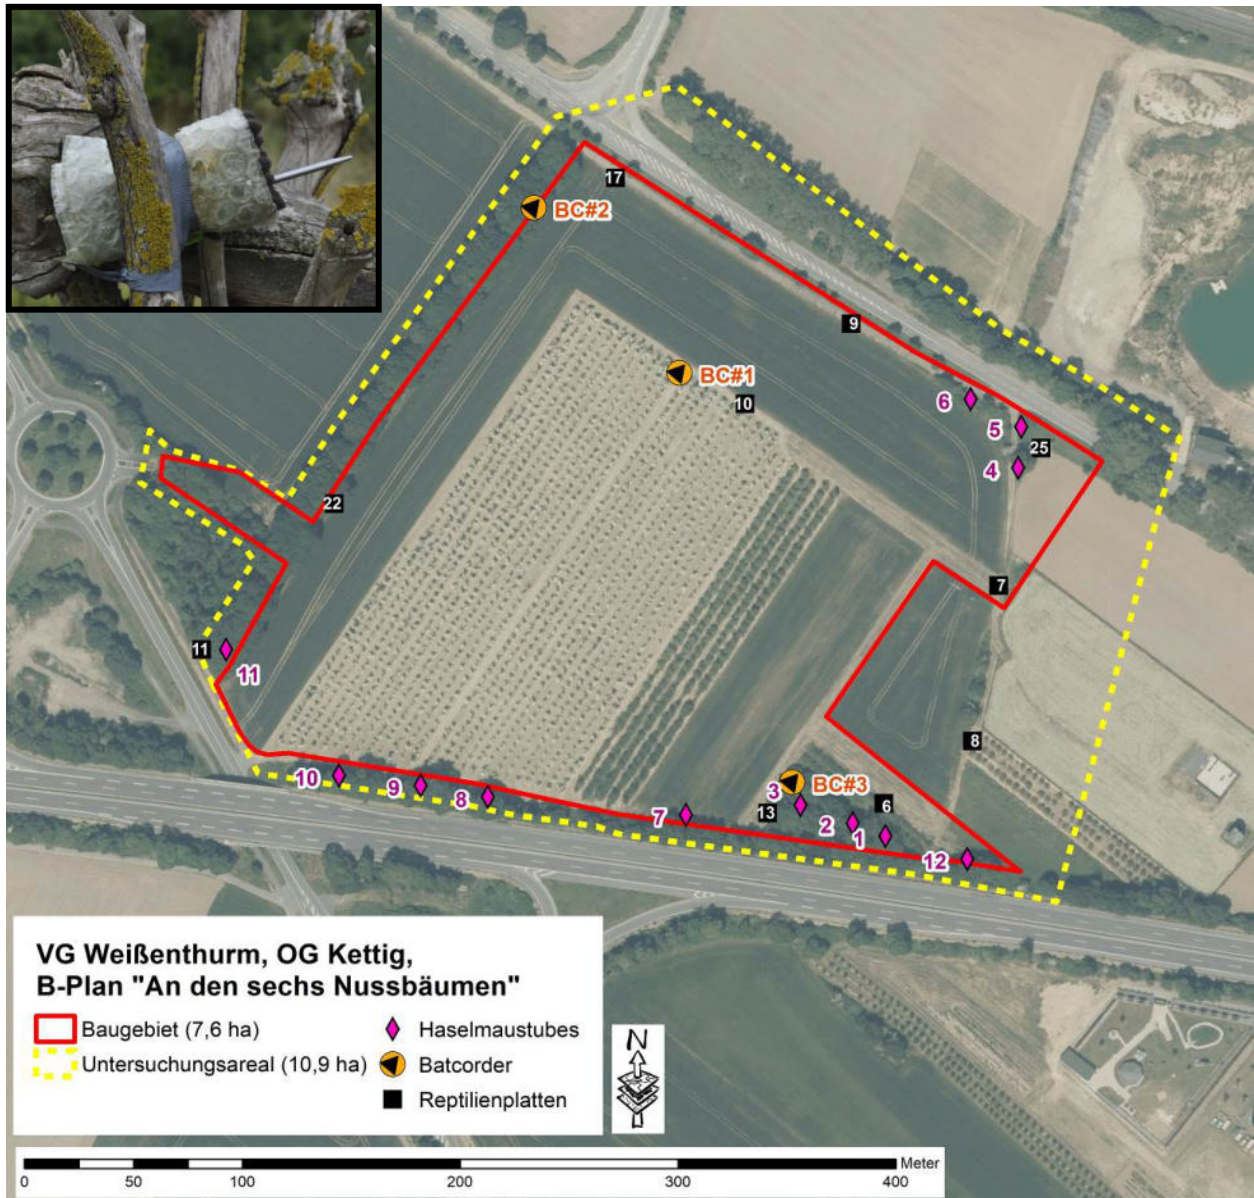 17
BC#2
9
BC#1
10
6
5
25
4
22
7
11
11
8
BC#3
3
13
6
2
1
7
12
10
9
8
VG Weißenthurm, OG Kettig,
B-Plan "An den sechs Nussbäumen"
Baugebiet (7,6 ha)
Untersuchungsareal (10,9 ha)
Haselmaustubes
Batcorder
Reptilienplatten
N
Meter
0 50 100 200 300 400